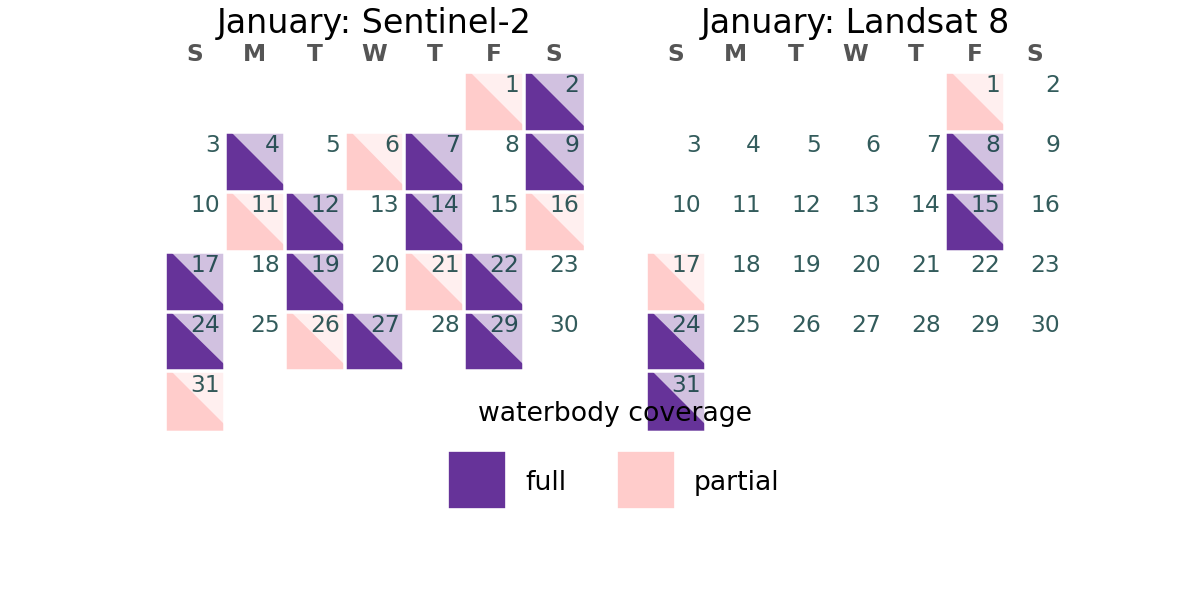 January: Sentinel-2
S M T W T F S
1 2
3 4 5 6 7 8 9
10 11 12 13 14 15 16
17 18 19 20 21 22 23
24 25 26 27 28 29 30
31
January: Landsat 8
S M T W T F S
1 2
3 4 5 6 7 8 9
10 11 12 13 14 15 16
17 18 19 20 21 22 23
24 25 26 27 28 29 30
31
waterbody coverage
full partial